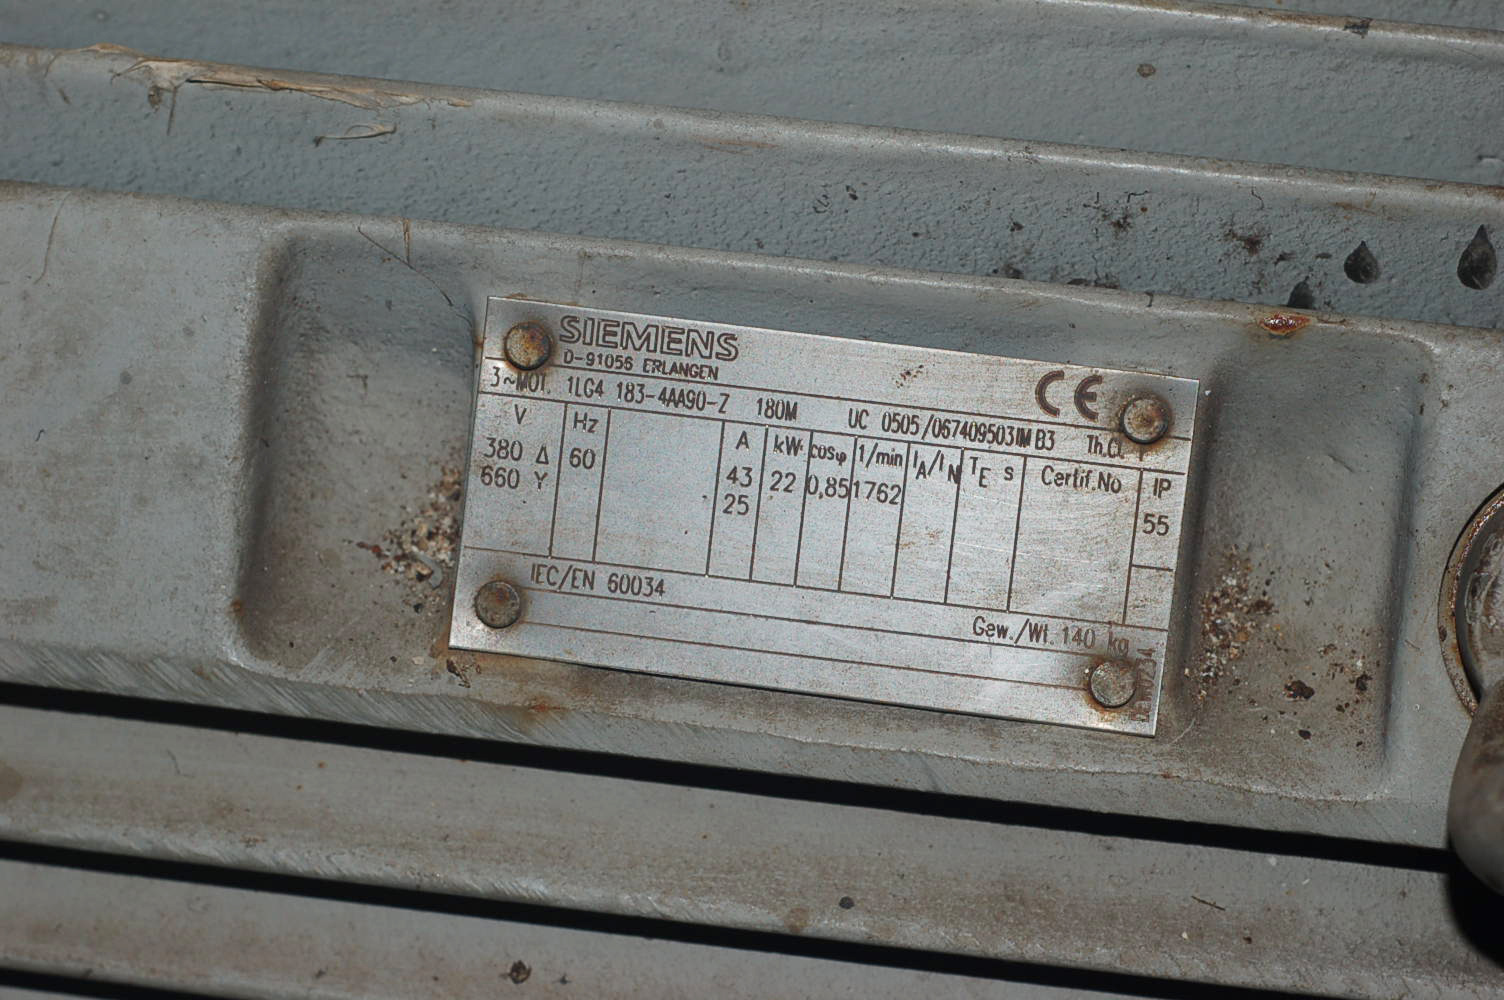 SIEMENS
D-91056 ERLANGEN
CE
3~MOT. 1LG4 183-4AA90-Z 180M UC 0505/067409503 IM B3 Th.Cl.
V Hz A kW cosφ 1/min IA/IN TE s Certif.No IP
380 Δ 60 43 22 0,85 1762 55
660 Y 25
IEC/EN 60034
Gew./Wt. 140 kg